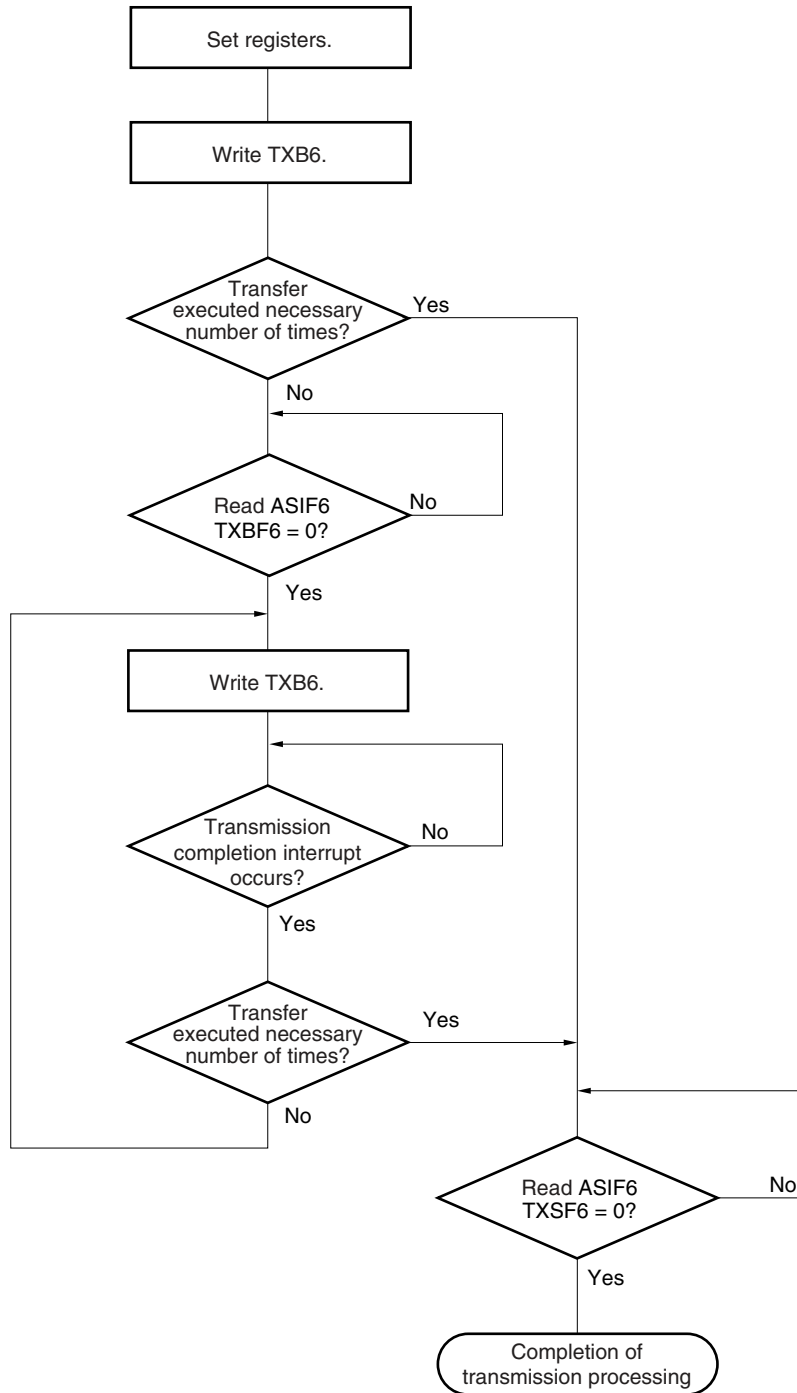 Set registers.
Write TXB6.
Transfer
executed necessary
number of times?
Yes
No
Read ASIF6
TXBF6 = 0?
No
Yes
Write TXB6.
Transmission
completion interrupt
occurs?
No
Yes
Transfer
executed necessary
number of times?
Yes
No
Read ASIF6
TXSF6 = 0?
No
Yes
Completion of
transmission processing